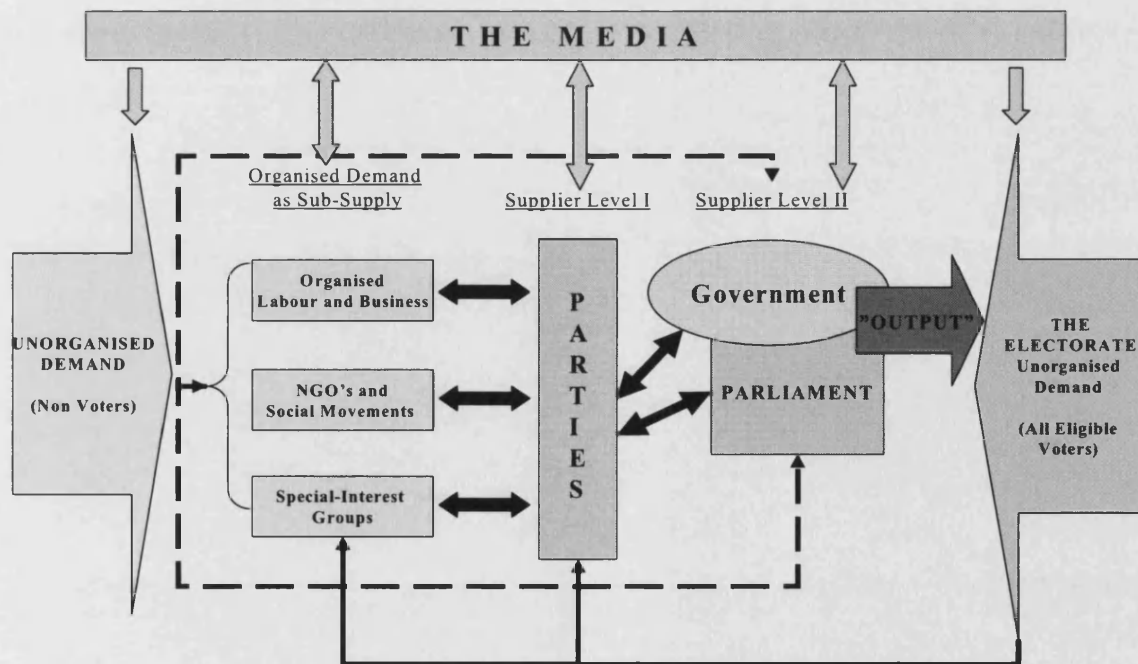 THE MEDIA
Organised Demand
as Sub-Supply
Supplier Level I
Supplier Level II
UNORGANISED
DEMAND
(Non Voters)
Organised
Labour and Business
NGO's and
Social Movements
Special-Interest
Groups
PARTIES
Government
PARLIAMENT
"OUTPUT"
THE
ELECTORATE
Unorganised
Demand
(All Eligible
Voters)